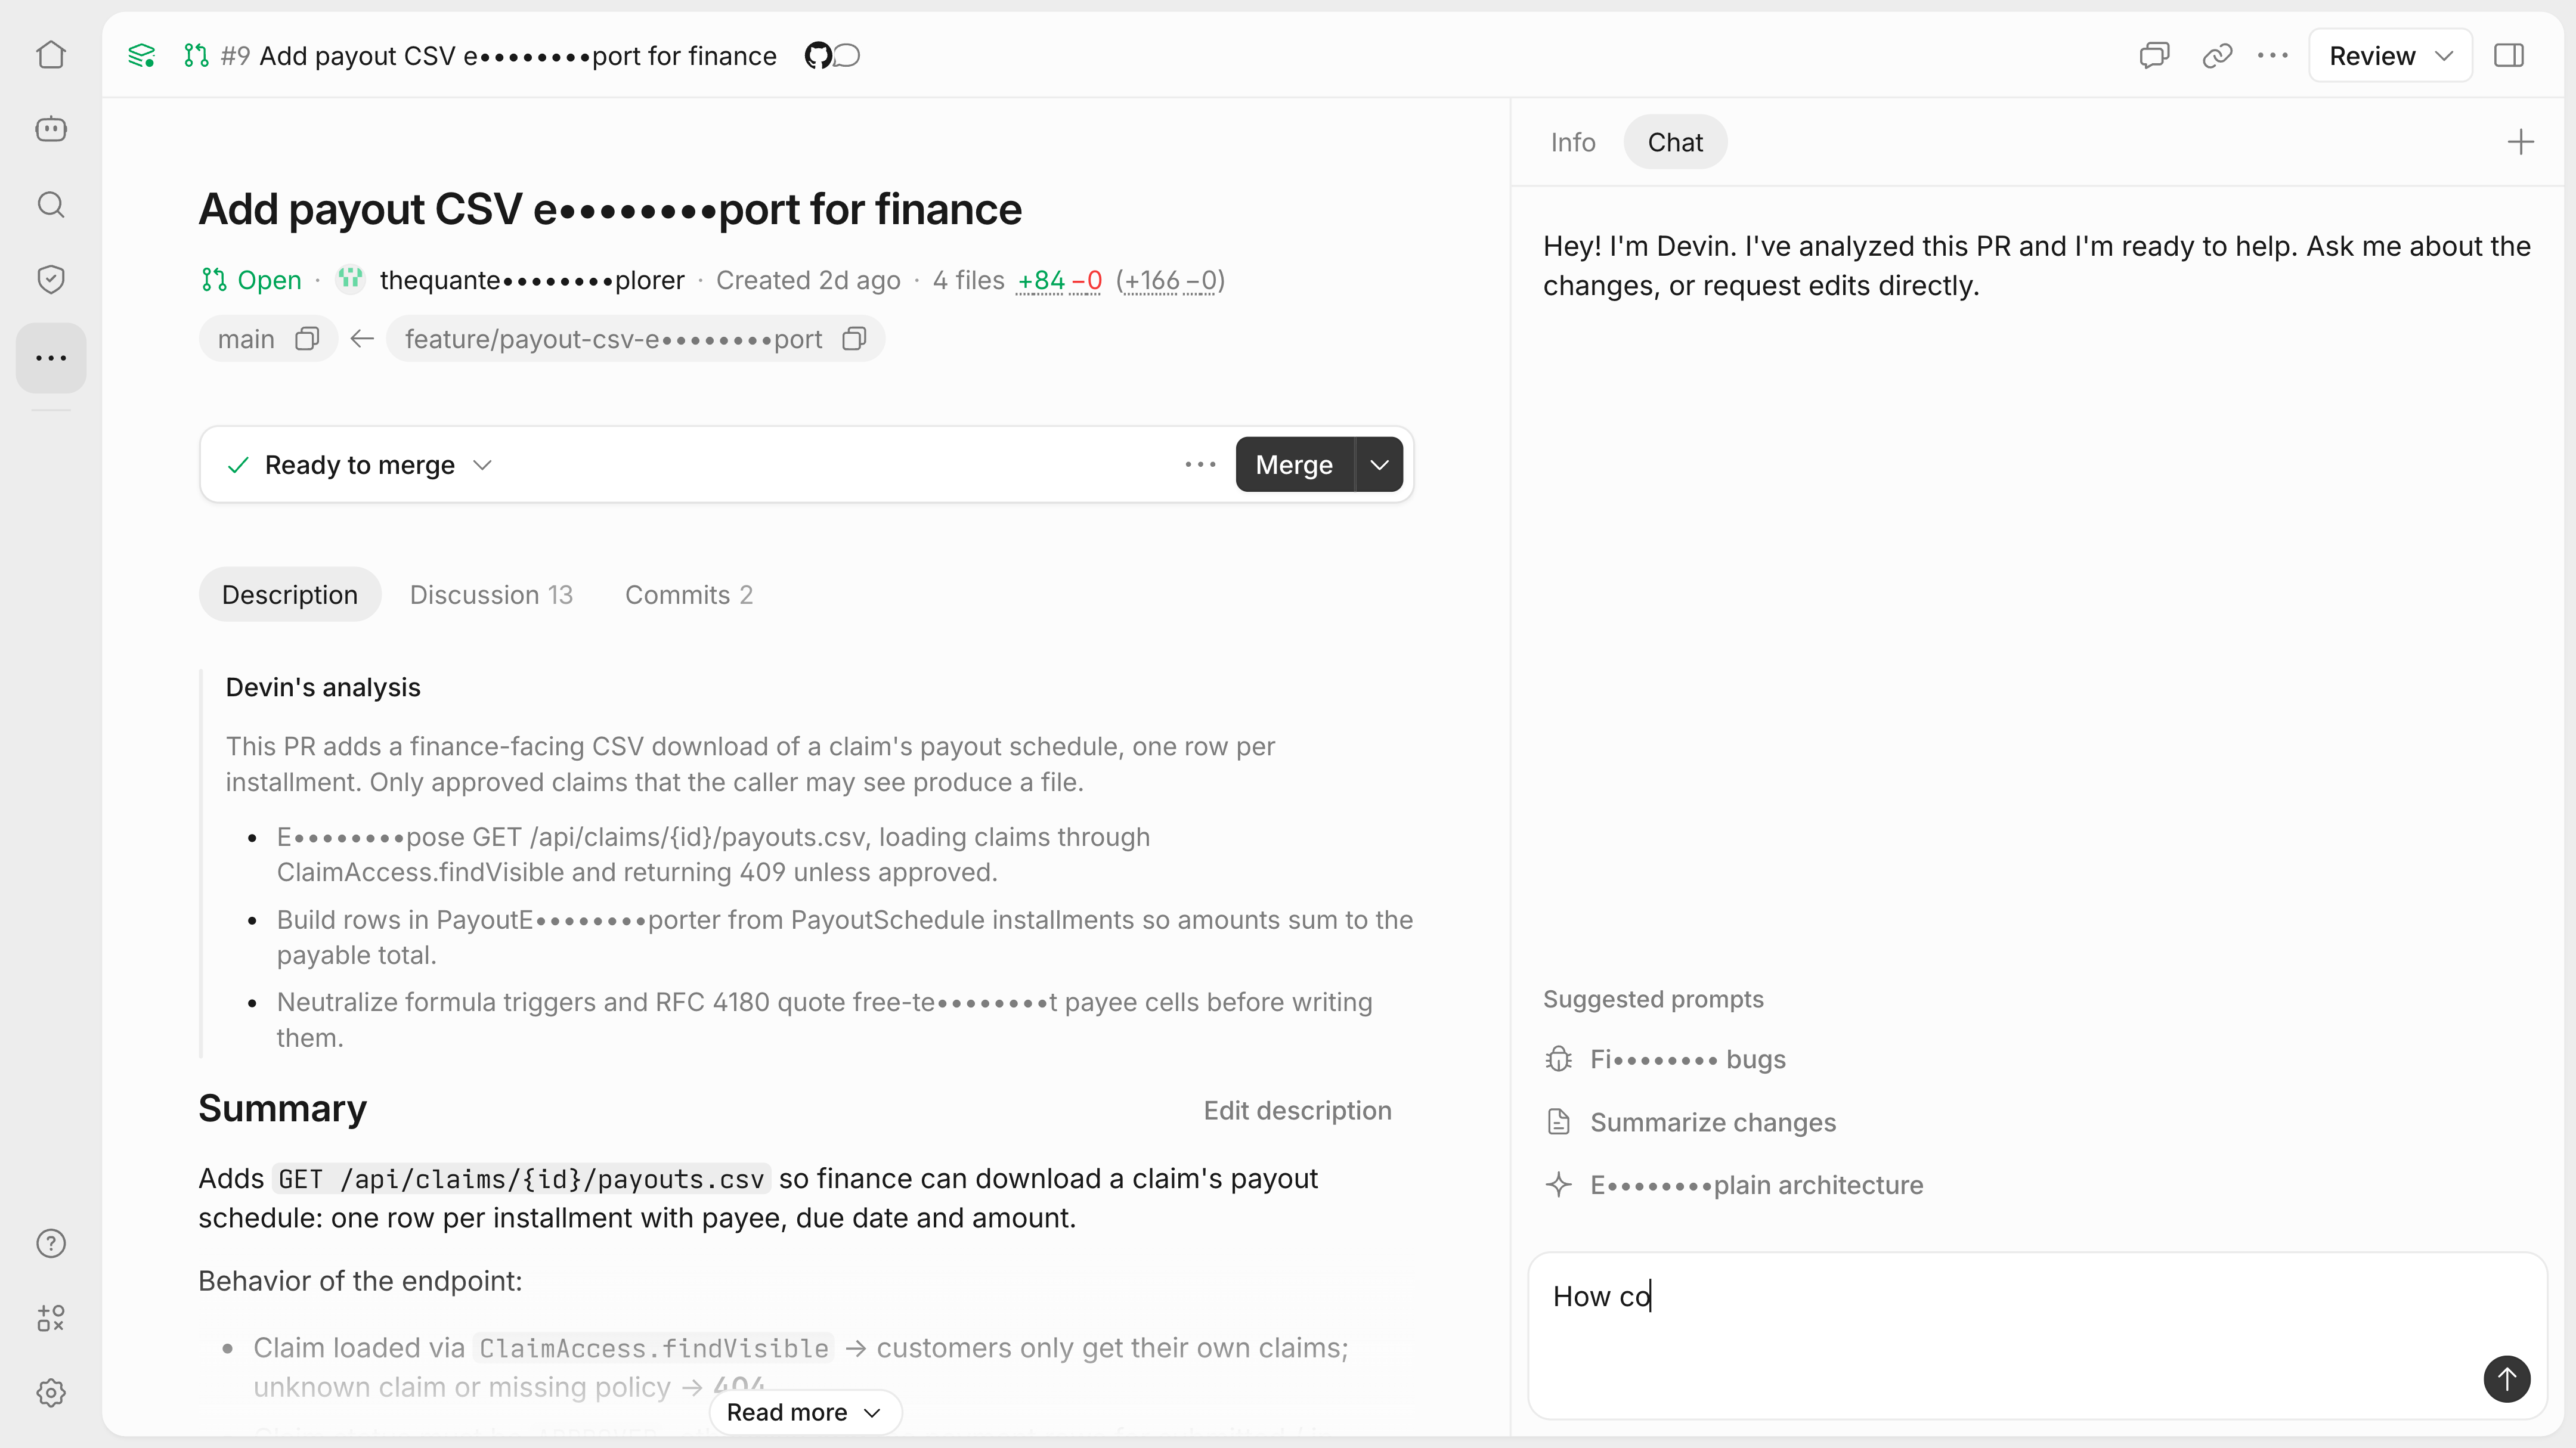 #9 Add payout CSV e••••••••port for finance
Review
Info
Chat
Add payout CSV e••••••••port for finance
Open · thequante••••••••plorer · Created 2d ago · 4 files +84 −0 (+166 −0)
main ← feature/payout-csv-e••••••••port
Ready to merge
Merge
Description
Discussion 13
Commits 2
Devin's analysis
This PR adds a finance-facing CSV download of a claim's payout schedule, one row per
installment. Only approved claims that the caller may see produce a file.
• E••••••••pose GET /api/claims/{id}/payouts.csv, loading claims through
ClaimAccess.findVisible and returning 409 unless approved.
• Build rows in PayoutE••••••••porter from PayoutSchedule installments so amounts sum to the
payable total.
• Neutralize formula triggers and RFC 4180 quote free-te••••••••t payee cells before writing
them.
Summary
Edit description
Adds GET /api/claims/{id}/payouts.csv so finance can download a claim's payout
schedule: one row per installment with payee, due date and amount.
Behavior of the endpoint:
• Claim loaded via ClaimAccess.findVisible → customers only get their own claims;
unknown claim or missing policy → 404
Read more
Hey! I'm Devin. I've analyzed this PR and I'm ready to help. Ask me about the
changes, or request edits directly.
Suggested prompts
Fi•••••••• bugs
Summarize changes
E••••••••plain architecture
How co